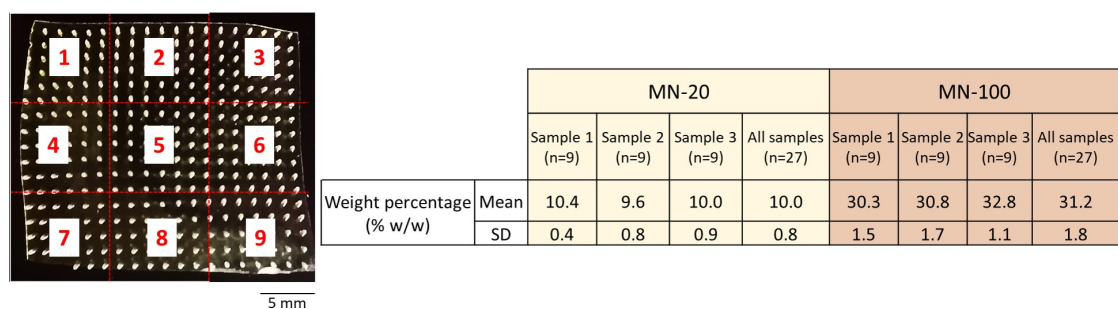 1 2 3
4 5 6
7 8 9
5 mm
MN-20 MN-100
Sample 1 Sample 2 Sample 3 All samples Sample 1 Sample 2 Sample 3 All samples
(n=9) (n=9) (n=9) (n=27) (n=9) (n=9) (n=9) (n=27)
Weight percentage Mean 10.4 9.6 10.0 10.0 30.3 30.8 32.8 31.2
(% w/w) SD 0.4 0.8 0.9 0.8 1.5 1.7 1.1 1.8